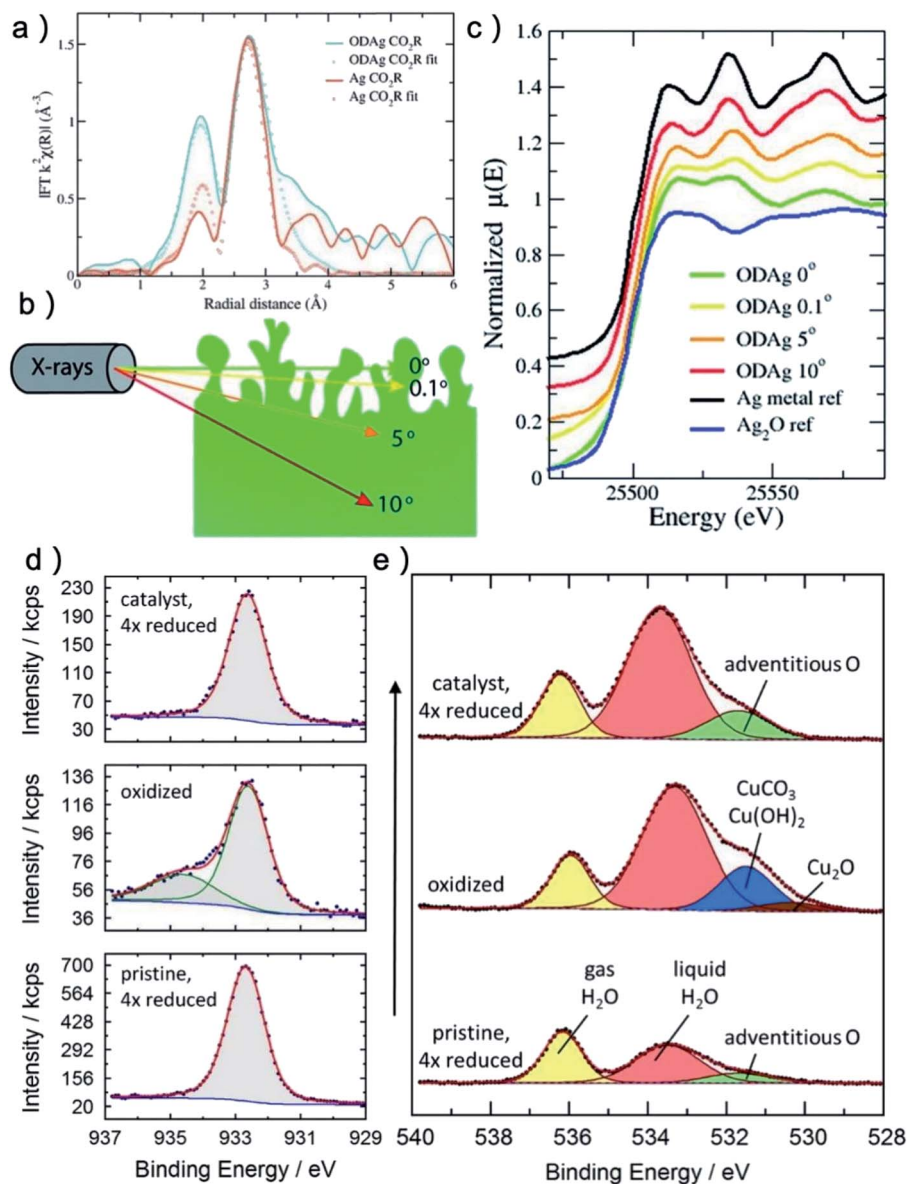 a )
|FT k² χ(R)| (Å⁻³)
1.5
1
0.5
0
0 1 2 3 4 5 6
Radial distance (Å)
ODAg CO₂R
ODAg CO₂R fit
Ag CO₂R
Ag CO₂R fit
b )
X-rays
0°
0.1°
5°
10°
c )
Normalized μ(E)
1.6
1.4
1.2
1
0.8
0.6
0.4
0.2
0
ODAg 0°
ODAg 0.1°
ODAg 5°
ODAg 10°
Ag metal ref
Ag₂O ref
25500 25550
Energy (eV)
d )
Intensity / kcps
230
190
150
110
70
30
catalyst,
4x reduced
Intensity / kcps
136
116
96
76
56
36
oxidized
Intensity / kcps
700
564
428
292
156
20
pristine,
4x reduced
937 935 933 931 929
Binding Energy / eV
e )
catalyst,
4x reduced
adventitious O
oxidized
CuCO₃
Cu(OH)₂
Cu₂O
pristine,
4x reduced
gas
H₂O
liquid
H₂O
adventitious O
540 538 536 534 532 530 528
Binding Energy / eV